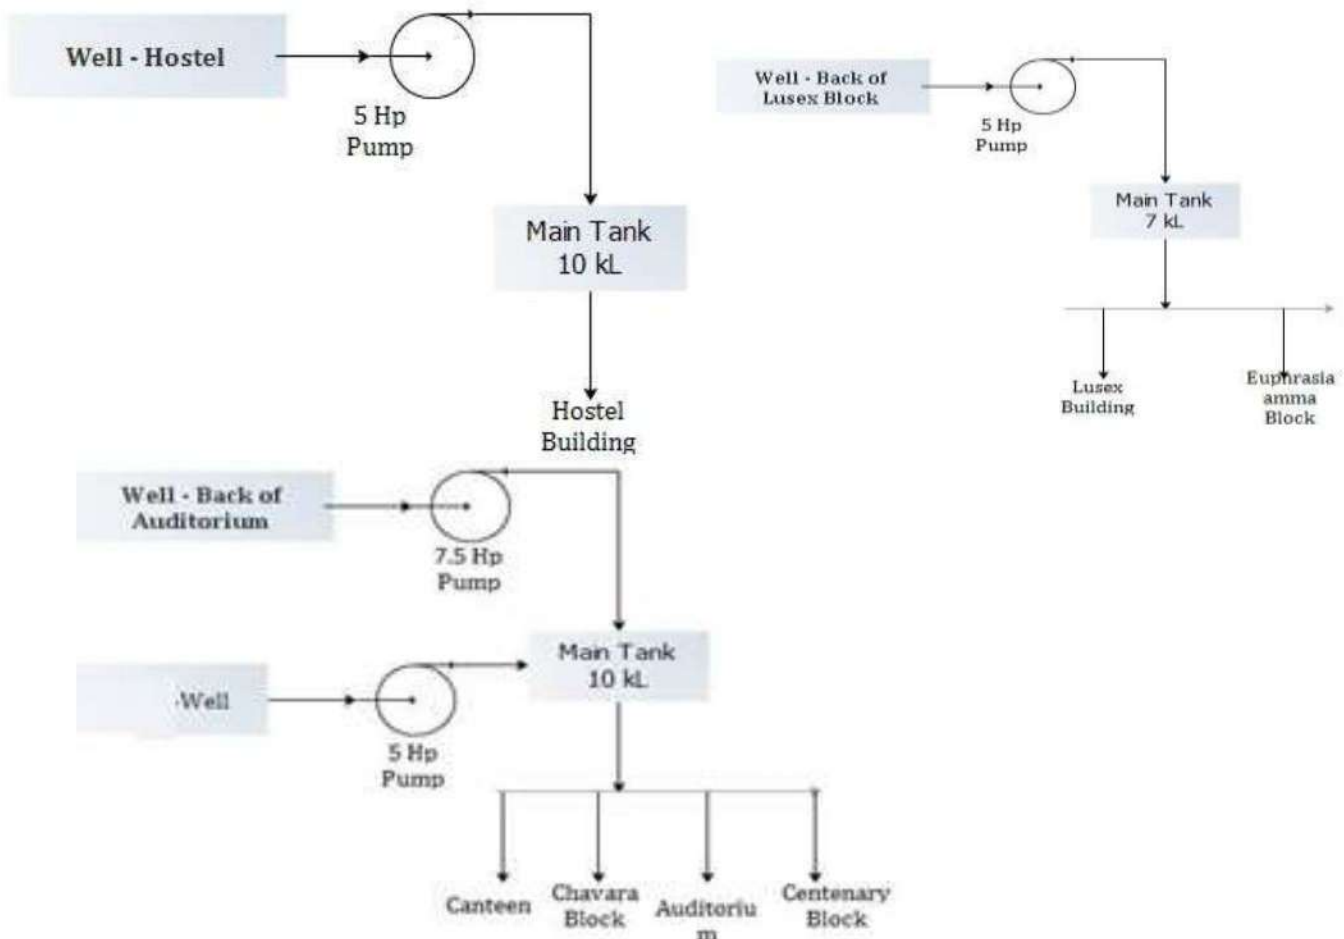 Well - Hostel
5 Hp
Pump
Main Tank
10 kL
Hostel
Building
Well - Back of
Lusex Block
5 Hp
Pump
Main Tank
7 kL
Lusex
Building
Euphrasia
amma
Block
Well - Back of
Auditorium
7.5 Hp
Pump
Main Tank
10 kL
-Well
5 Hp
Pump
Canteen
Chavara
Block
Auditoriu
m
Centenary
Block